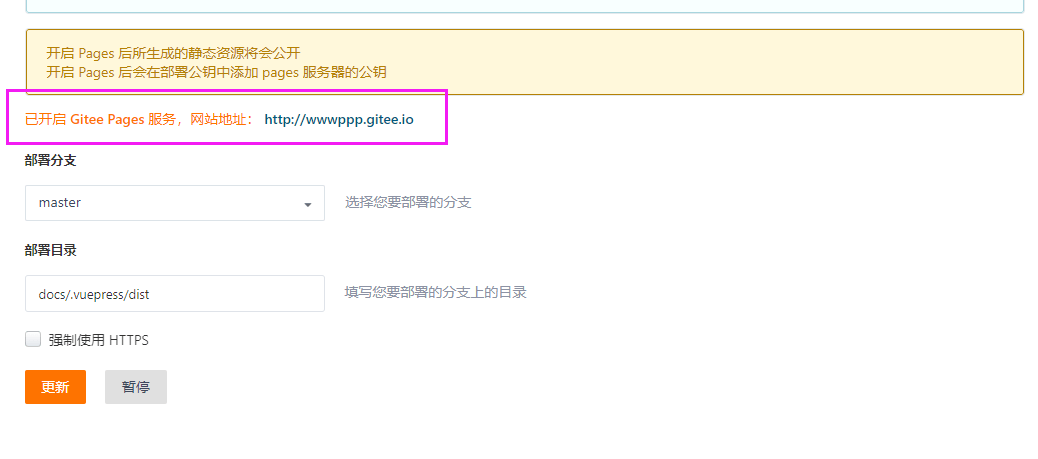 开启 Pages 后所生成的静态资源将会公开
开启 Pages 后会在部署公钥中添加 pages 服务器的公钥
已开启 Gitee Pages 服务，网站地址： http://wwwppp.gitee.io
部署分支
master 选择您要部署的分支
部署目录
docs/.vuepress/dist 填写您要部署的分支上的目录
强制使用 HTTPS
更新 暂停